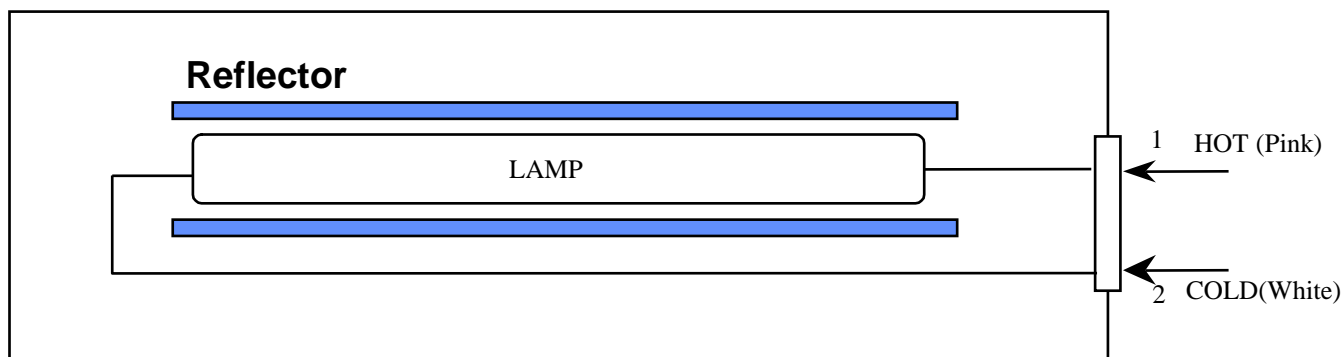 Reflector
LAMP
1
HOT (Pink)
2
COLD(White)